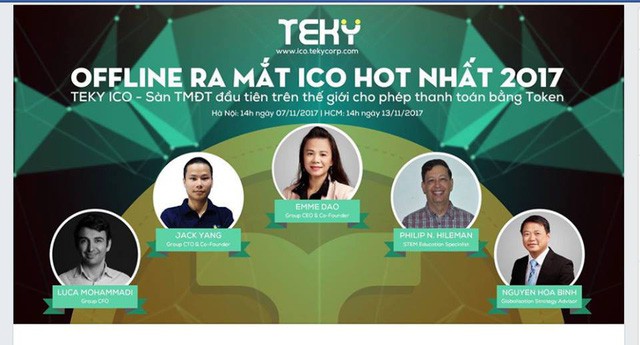 TEKY
www.ico.tekycorp.com
OFFLINE RA MẮT ICO HOT NHẤT 2017
TEKY ICO - Sàn TMĐT đầu tiên trên thế giới cho phép thanh toán bằng Token
Hà Nội: 14h ngày 07/11/2017 | HCM: 14h ngày 13/11/2017
EMME DAO
Group CEO & Co-Founder
JACK YANG
Group CTO & Co-Founder
PHILIP N. HILEMAN
STEM Education Specialist
LUCA MOHAMMADI
Group CFO
NGUYEN HOA BINH
Globalisation Strategy Advisor